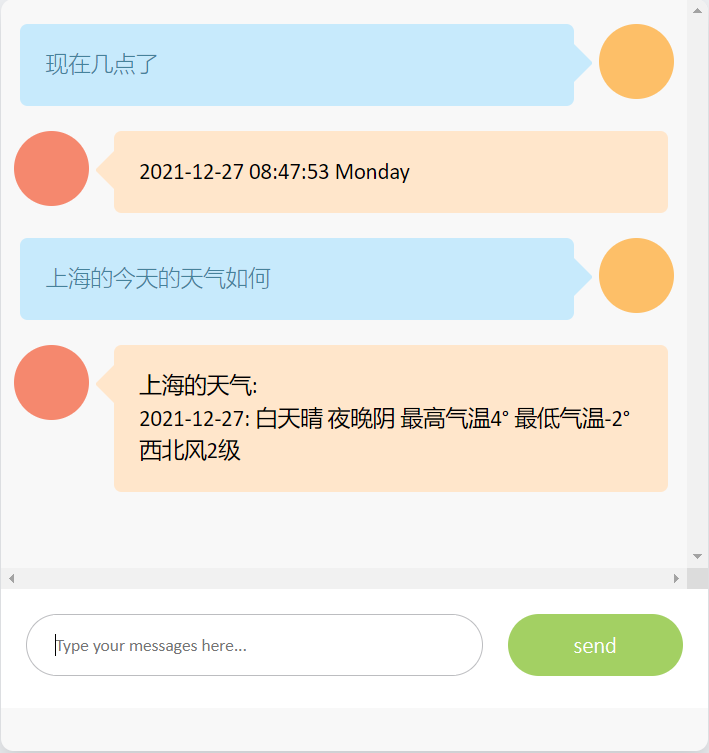 现在几点了
2021-12-27 08:47:53 Monday
上海的今天的天气如何
上海的天气:
2021-12-27: 白天晴 夜晚阴 最高气温4° 最低气温-2°
西北风2级
Type your messages here...
send